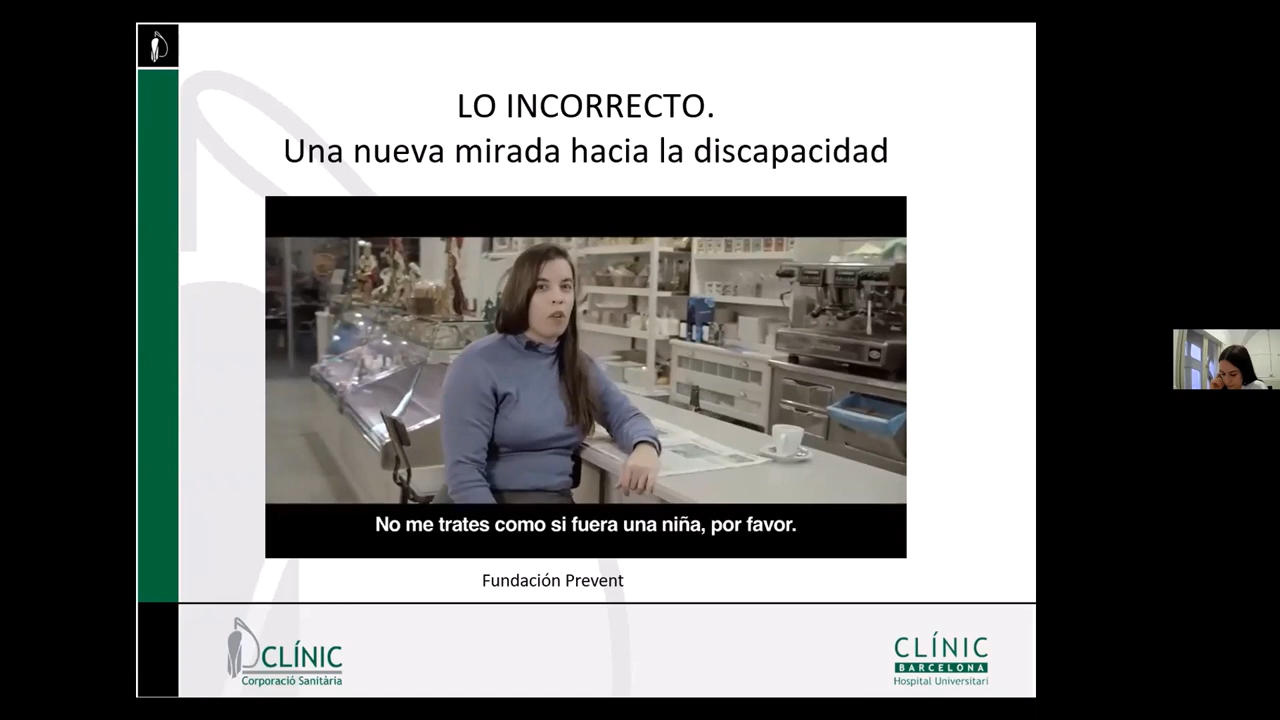 LO INCORRECTO.
Una nueva mirada hacia la discapacidad
No me trates como si fuera una niña, por favor.
Fundación Prevent
CLÍNIC
Corporació Sanitària
CLÍNIC
BARCELONA
Hospital Universitari